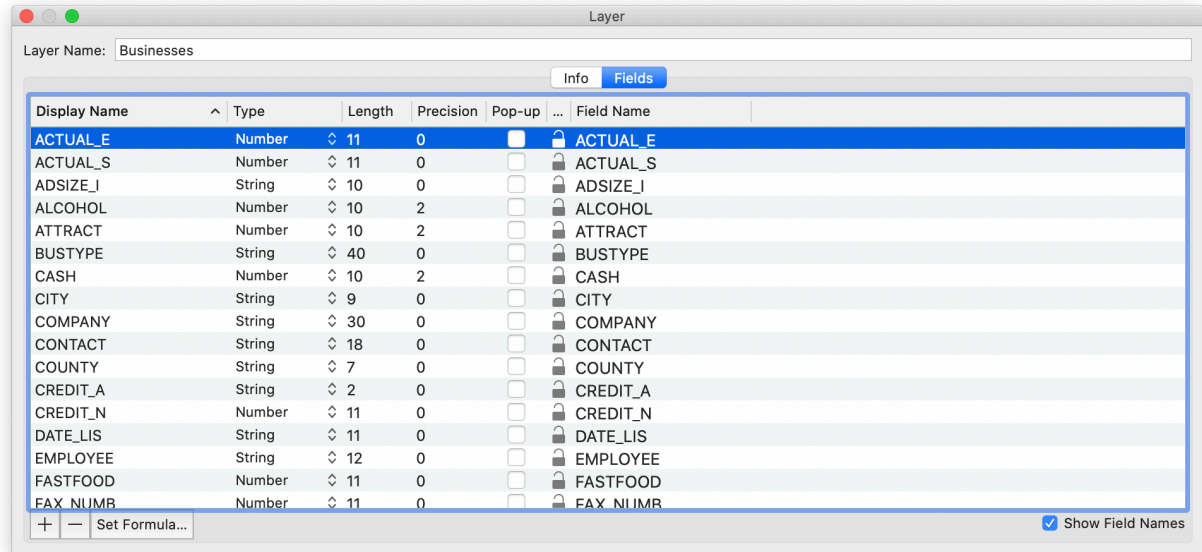 Layer
Layer Name: Businesses
Info Fields
Display Name Type Length Precision Pop-up ... Field Name
ACTUAL_E Number 11 0 ACTUAL_E
ACTUAL_S Number 11 0 ACTUAL_S
ADSIZE_I String 10 0 ADSIZE_I
ALCOHOL Number 10 2 ALCOHOL
ATTRACT Number 10 2 ATTRACT
BUSTYPE String 40 0 BUSTYPE
CASH Number 10 2 CASH
CITY String 9 0 CITY
COMPANY String 30 0 COMPANY
CONTACT String 18 0 CONTACT
COUNTY String 7 0 COUNTY
CREDIT_A String 2 0 CREDIT_A
CREDIT_N Number 11 0 CREDIT_N
DATE_LIS String 11 0 DATE_LIS
EMPLOYEE String 12 0 EMPLOYEE
FASTFOOD Number 11 0 FASTFOOD
FAX_NUMB Number 11 0 FAX_NUMB
+ − Set Formula... Show Field Names